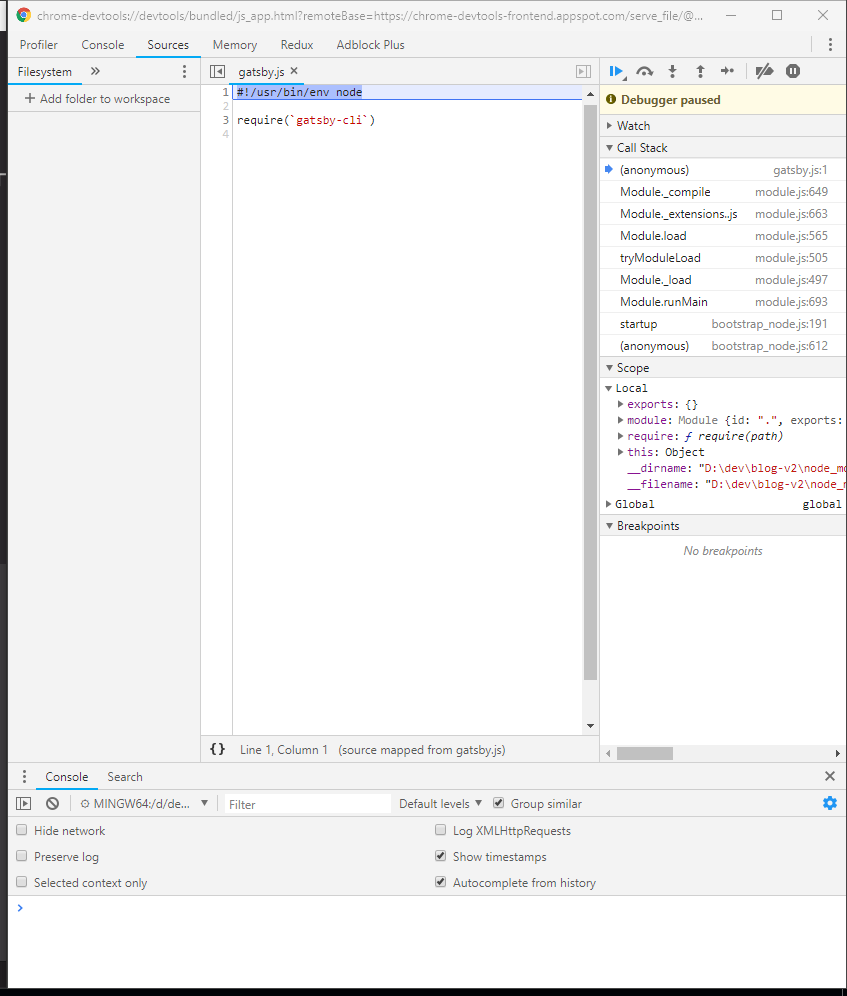 chrome-devtools://devtools/bundled/js_app.html?remoteBase=https://chrome-devtools-frontend.appspot.com/serve_file/@...
Profiler Console Sources Memory Redux Adblock Plus
Filesystem
+ Add folder to workspace
gatsby.js
1 #!/usr/bin/env node
2
3 require(`gatsby-cli`)
4
{} Line 1, Column 1 (source mapped from gatsby.js)
Debugger paused
Watch
Call Stack
(anonymous) gatsby.js:1
Module._compile module.js:649
Module._extensions..js module.js:663
Module.load module.js:565
tryModuleLoad module.js:505
Module._load module.js:497
Module.runMain module.js:693
startup bootstrap_node.js:191
(anonymous) bootstrap_node.js:612
Scope
Local
exports: {}
module: Module {id: ".", exports:
require: ƒ require(path)
this: Object
__dirname: "D:\dev\blog-v2\node_mo
__filename: "D:\dev\blog-v2\node_m
Global global
Breakpoints
No breakpoints
Console Search
MINGW64:/d/de... Filter Default levels Group similar
Hide network Log XMLHttpRequests
Preserve log Show timestamps
Selected context only Autocomplete from history